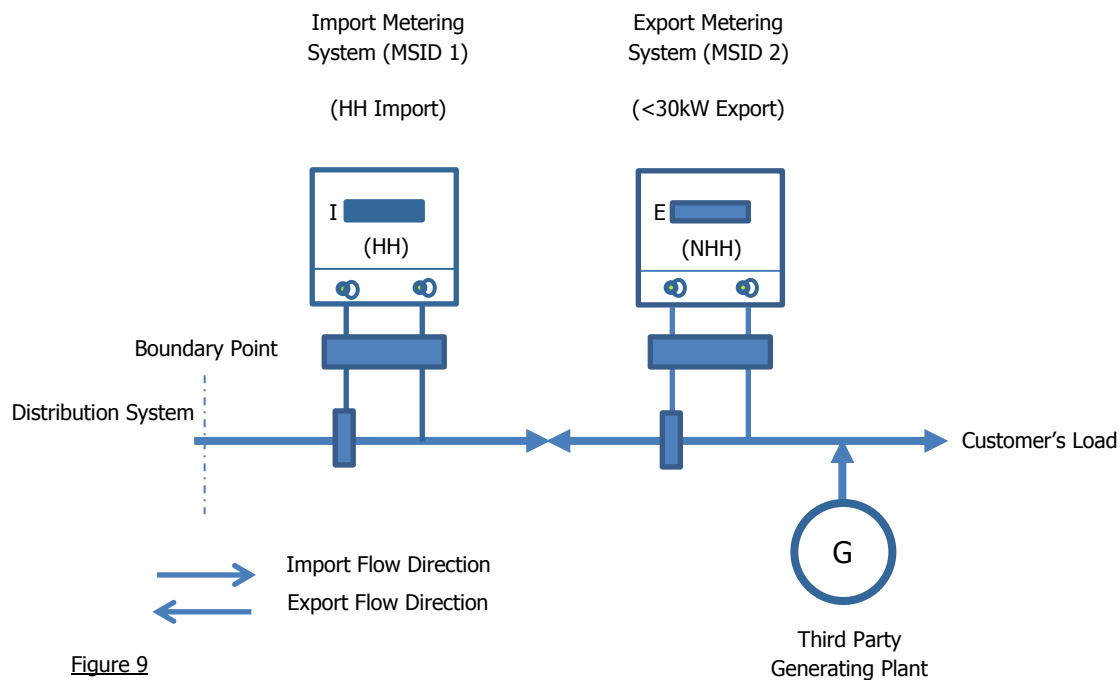 Import Metering
System (MSID 1)
(HH Import)
Export Metering
System (MSID 2)
(<30kW Export)
I
(HH)
E
(NHH)
Boundary Point
Distribution System
Customer’s Load
G
Import Flow Direction
Export Flow Direction
Third Party
Generating Plant
Figure 9